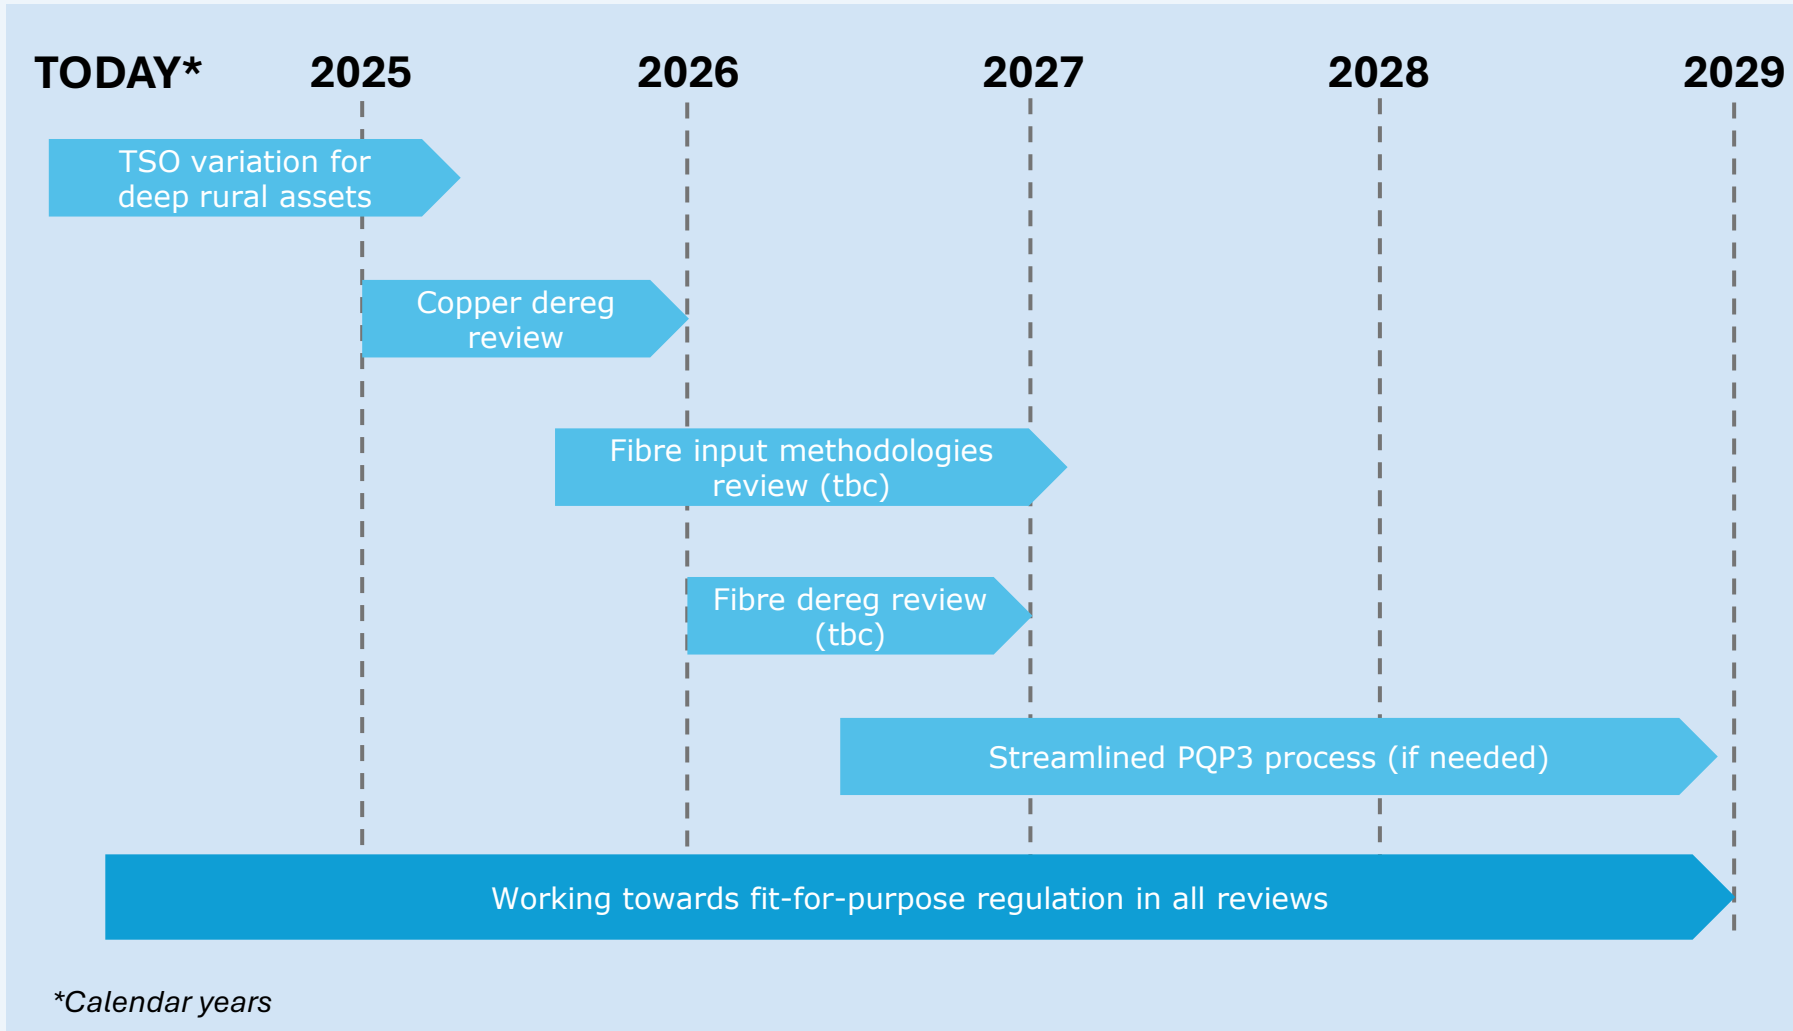 TODAY* 2025 2026 2027 2028 2029
TSO variation for
deep rural assets
Copper dereg
review
Fibre input methodologies
review (tbc)
Fibre dereg review
(tbc)
Streamlined PQP3 process (if needed)
Working towards fit-for-purpose regulation in all reviews
*Calendar years